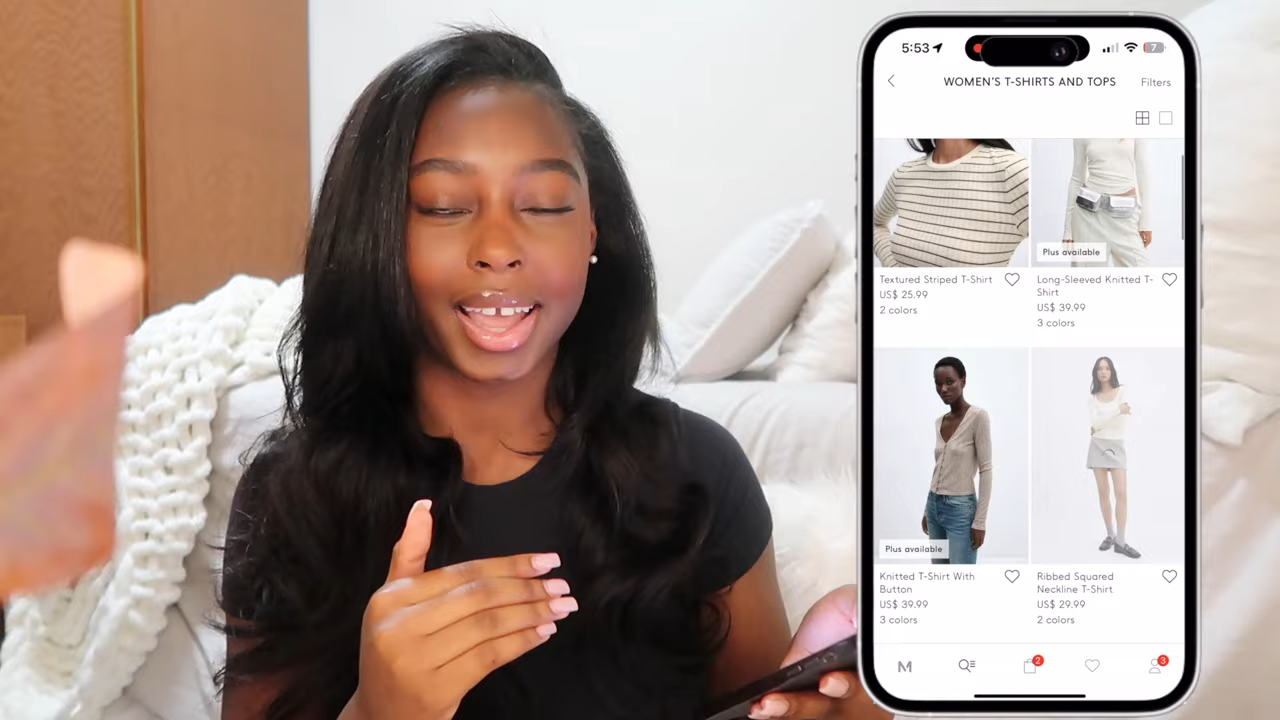 5:53
7
WOMEN'S T-SHIRTS AND TOPS
Filters
Plus available
Textured Striped T-Shirt
US$ 25.99
2 colors
Long-Sleeved Knitted T-
Shirt
US$ 39.99
3 colors
Plus available
Knitted T-Shirt With
Button
US$ 39.99
3 colors
Ribbed Squared
Neckline T-Shirt
US$ 29.99
2 colors
M
2
3